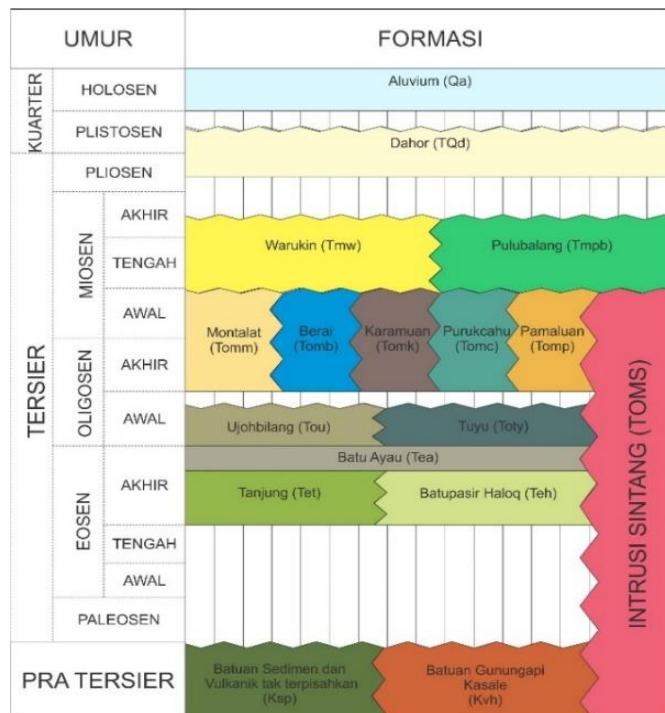 UMUR
FORMASI
KUARTER
HOLOSEN
Aluvium (Qa)
PLISTOSEN
Dahor (TQd)
TERSIER
PLIOSEN
MIOSEN
AKHIR
Warukin (Tmw)
Pulubalang (Tmpb)
TENGAH
AWAL
Montalat
(Tomm)
Berai
(Tomb)
Karamuan
(Tomk)
Purukcahu
(Tomc)
Pamaluan
(Tomp)
INTRUSI SINTANG (TOMS)
OLIGOSEN
AKHIR
AWAL
Ujohbilang (Tou)
Tuyu (Toty)
EOSEN
Batu Ayau (Tea)
AKHIR
Tanjung (Tet)
Batupasir Haloq (Teh)
TENGAH
AWAL
PALEOSEN
PRA TERSIER
Batuan Sedimen dan
Vulkanik tak terpisahkan
(Ksp)
Batuan Gunungapi
Kasale
(Kvh)